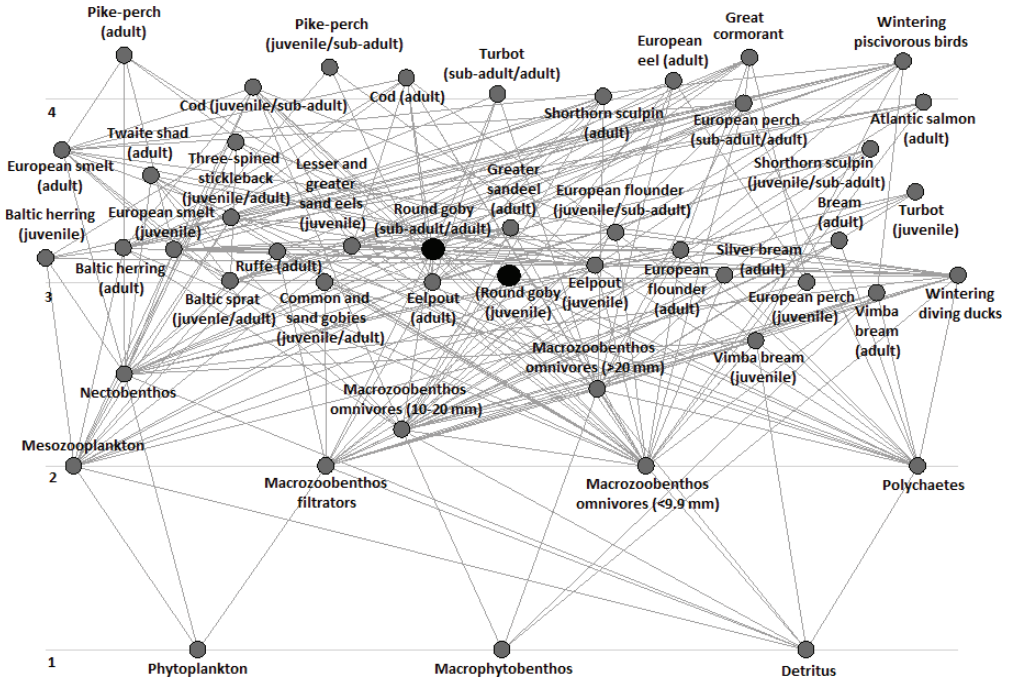 Pike-perch
(adult)
Pike-perch
(juvenile/sub-adult)
Turbot
(sub-adult/adult)
European
eel (adult)
Great
cormorant
Wintering
piscivorous birds
4
Cod (juvenile/sub-adult)
Cod (adult)
Shorthorn sculpin
(adult)
European perch
(sub-adult/adult)
Atlantic salmon
(adult)
European smelt
(adult)
Twaite shad
(adult)
Three-spined
stickleback
(juvenile/adult)
Lesser and
greater
sand eels
(juvenile)
Greater
sandeel
(adult)
European flounder
(juvenile/sub-adult)
Shorthorn sculpin
(juvenile/sub-adult)
Bream
(adult)
Turbot
(juvenile)
Baltic herring
(juvenile)
European smelt
(juvenile)
Round goby
(sub-adult/adult)
Silver bream
(adult)
3
Baltic herring
(adult)
Ruffe (adult)
Baltic sprat
(juvenile/adult)
Common and
sand gobies
(juvenile/adult)
Eelpout
(adult)
(Round goby
(juvenile)
Eelpout
(juvenile)
European
flounder
(adult)
European perch
(juvenile)
Vimba
bream
(adult)
Wintering
diving ducks
Nectobenthos
Macrozoobenthos
omnivores (10-20 mm)
Macrozoobenthos
omnivores (>20 mm)
Vimba bream
(juvenile)
2
Mesozooplankton
Macrozoobenthos
filtrators
Macrozoobenthos
omnivores (<9.9 mm)
Polychaetes
1
Phytoplankton
Macrophytobenthos
Detritus